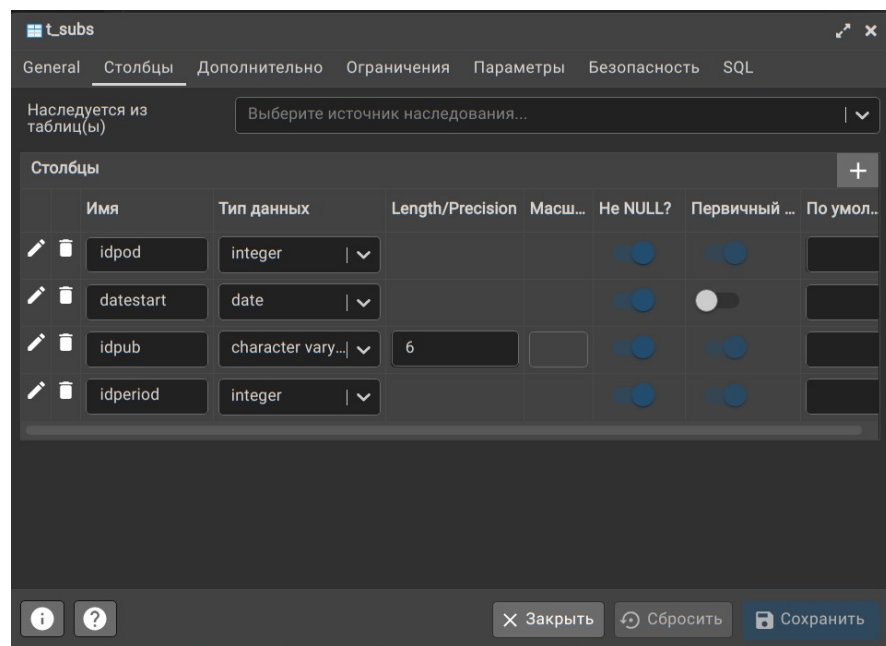 t_subs
General Столбцы Дополнительно Ограничения Параметры Безопасность SQL
Наследуется из
таблиц(ы)
Выберите источник наследования...
Столбцы
Имя Тип данных Length/Precision Масш... Не NULL? Первичный ... По умол...
idpod integer
datestart date
idpub character vary... 6
idperiod integer
Закрыть Сбросить Сохранить